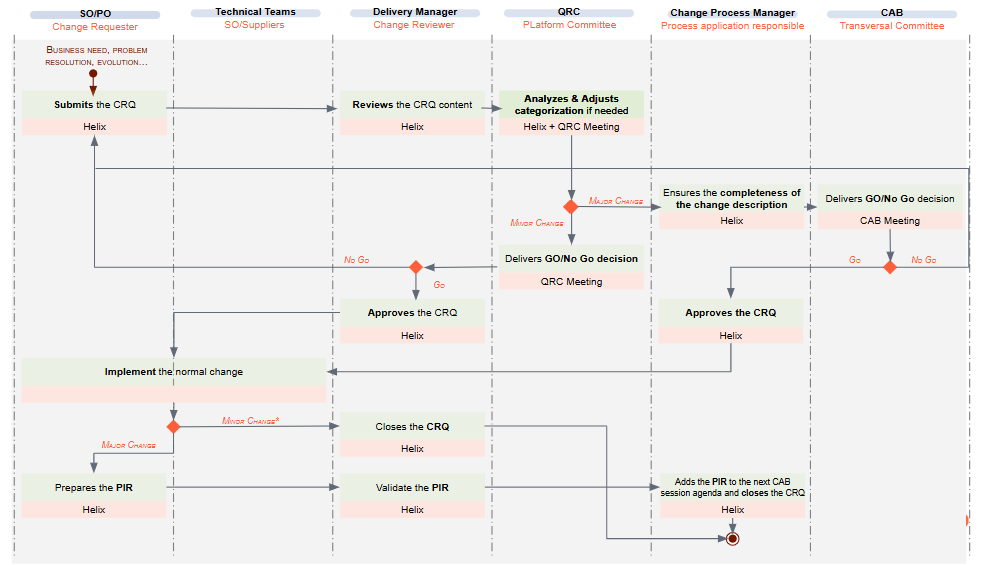 SO/PO
Change Requester
Technical Teams
SO/Suppliers
Delivery Manager
Change Reviewer
QRC
PLatform Committee
Change Process Manager
Process application responsible
CAB
Transversal Committee
Business need, problem
resolution, evolution...
Submits the CRQ
Helix
Reviews the CRQ content
Helix
Analyzes & Adjusts
categorization if needed
Helix + QRC Meeting
Major Change
Minor Change
Ensures the completeness of
the change description
Helix
Delivers GO/No Go decision
CAB Meeting
Delivers GO/No Go decision
QRC Meeting
No Go
Go
Go
No Go
Approves the CRQ
Helix
Approves the CRQ
Helix
Implement the normal change
Minor Change*
Major Change
Closes the CRQ
Helix
Prepares the PIR
Helix
Validate the PIR
Helix
Adds the PIR to the next CAB
session agenda and closes the CRQ
Helix